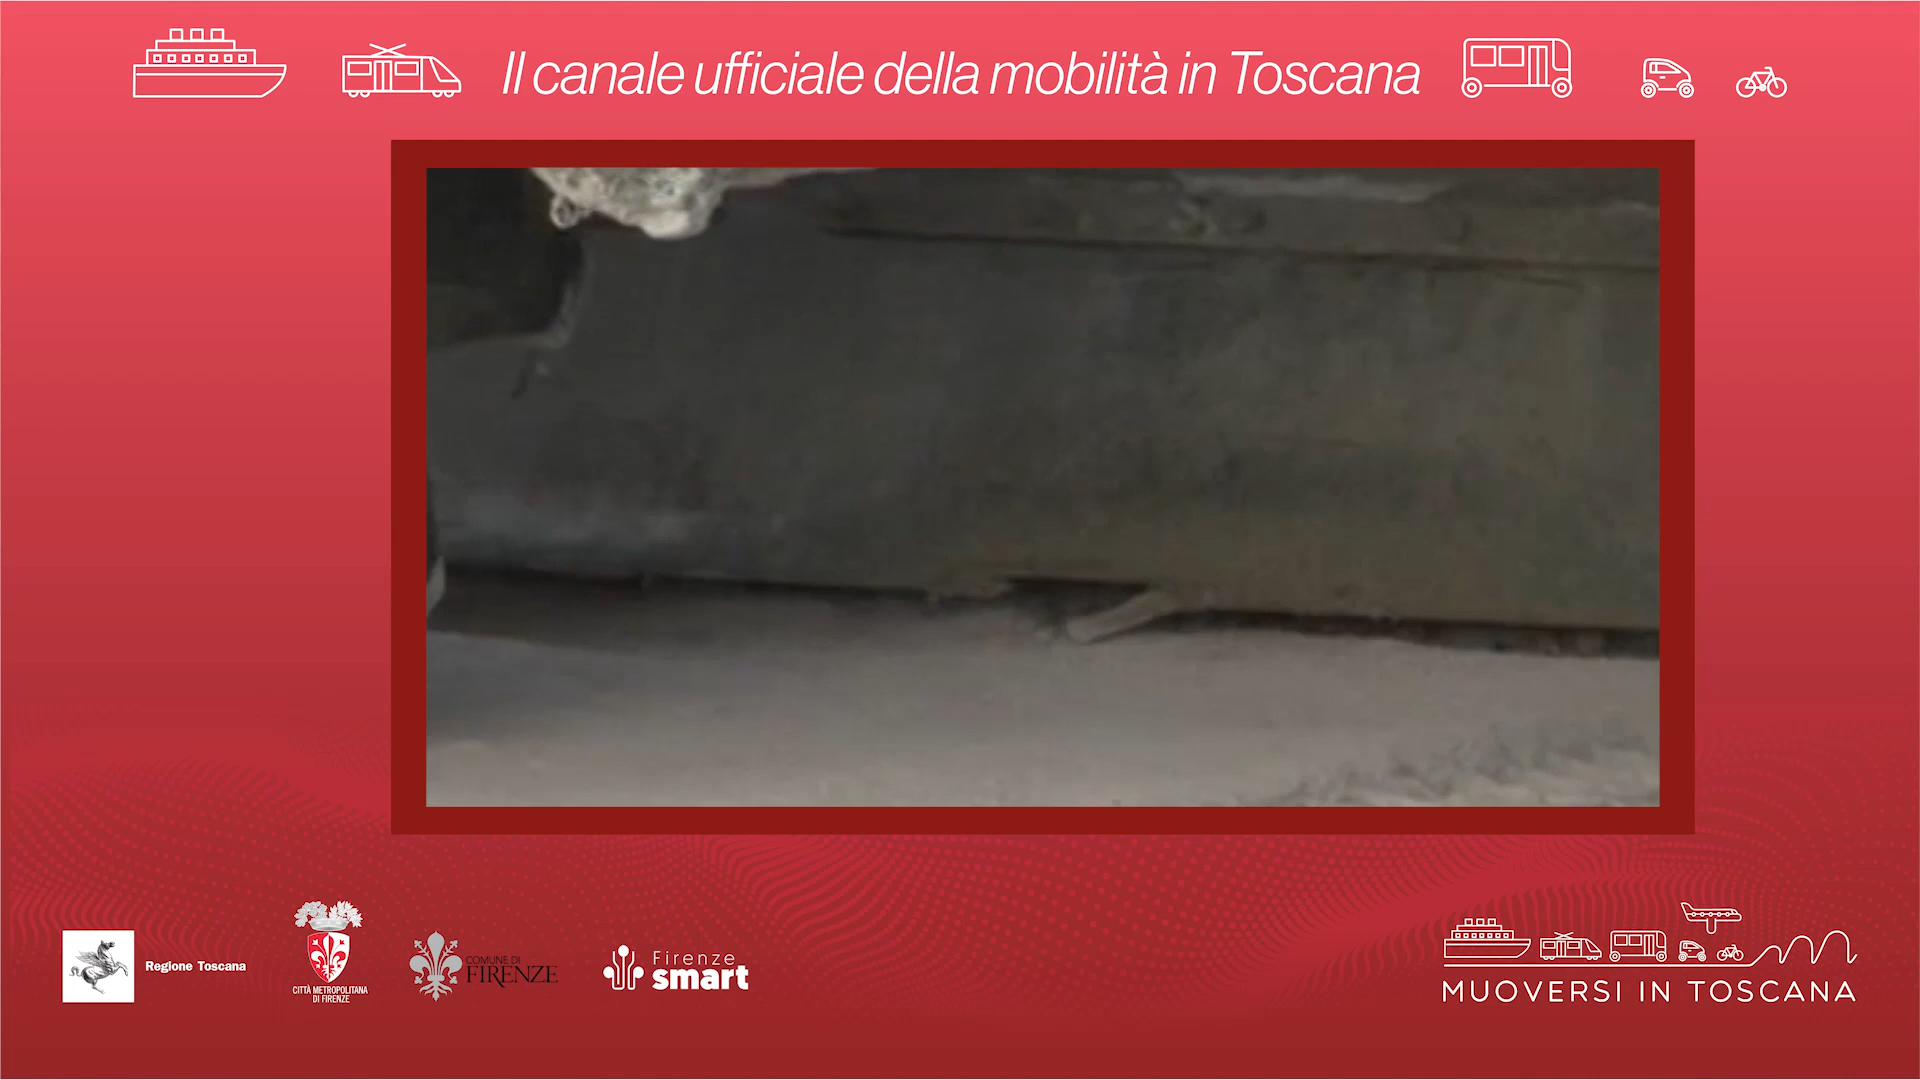 Il canale ufficiale della mobilità in Toscana
Regione Toscana
CITTÀ METROPOLITANA
DI FIRENZE
COMUNE DI
FIRENZE
Firenze
smart
MUOVERSI IN TOSCANA